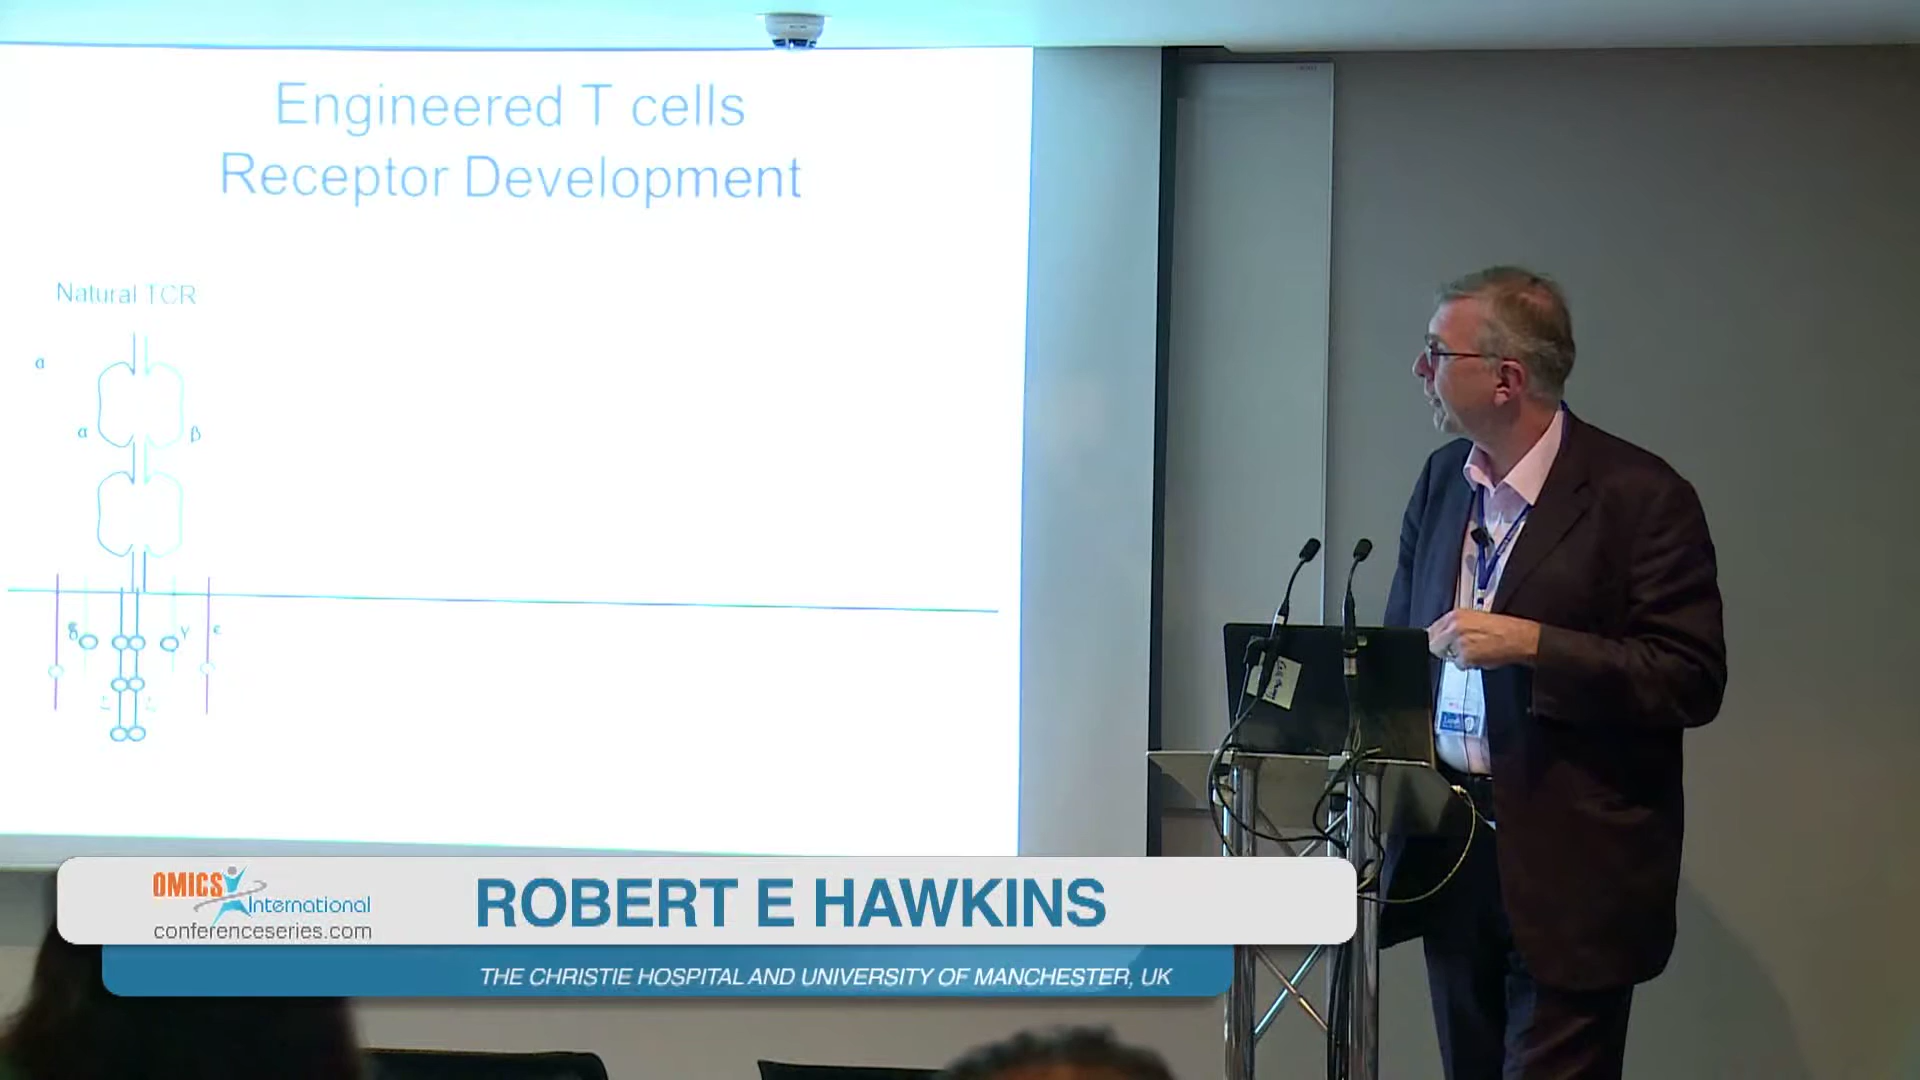 Engineered T cells
Receptor Development
Natural TCR
α
α
β
γ
ε
OMICS
International
conferenceseries.com
ROBERT E HAWKINS
THE CHRISTIE HOSPITAL AND UNIVERSITY OF MANCHESTER, UK